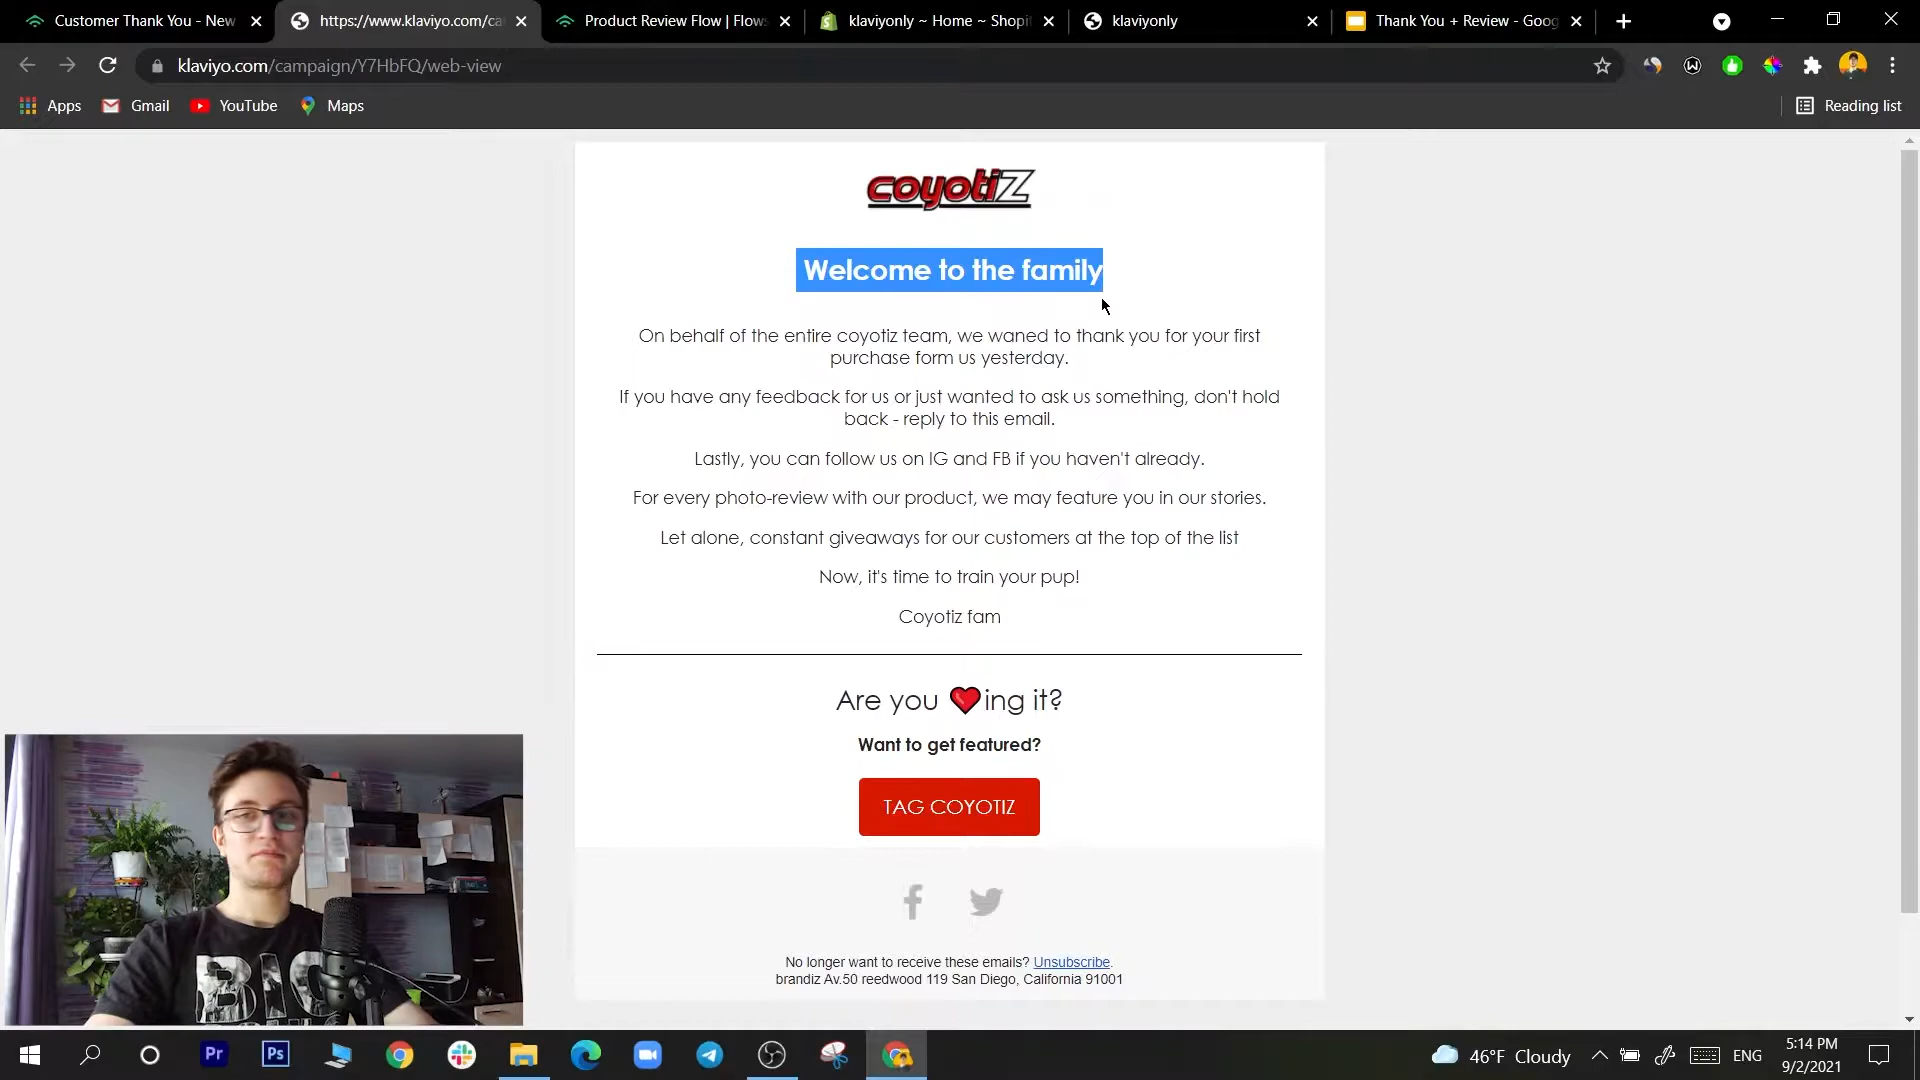 Customer Thank You - New
https://www.klaviyo.com/ca
Product Review Flow | Flows
klaviyonly ~ Home ~ Shopif
klaviyonly
Thank You + Review - Goog
klaviyo.com/campaign/Y7HbFQ/web-view
Apps
Gmail
YouTube
Maps
Reading list
coyotiZ
Welcome to the family
On behalf of the entire coyotiz team, we waned to thank you for your first
purchase form us yesterday.
If you have any feedback for us or just wanted to ask us something, don't hold
back - reply to this email.
Lastly, you can follow us on IG and FB if you haven't already.
For every photo-review with our product, we may feature you in our stories.
Let alone, constant giveaways for our customers at the top of the list
Now, it's time to train your pup!
Coyotiz fam
Are you ❤ing it?
Want to get featured?
TAG COYOTIZ
No longer want to receive these emails? Unsubscribe.
brandiz Av.50 reedwood 119 San Diego, California 91001
BIG
Pr
Ps
46°F Cloudy
ENG
5:14 PM
9/2/2021